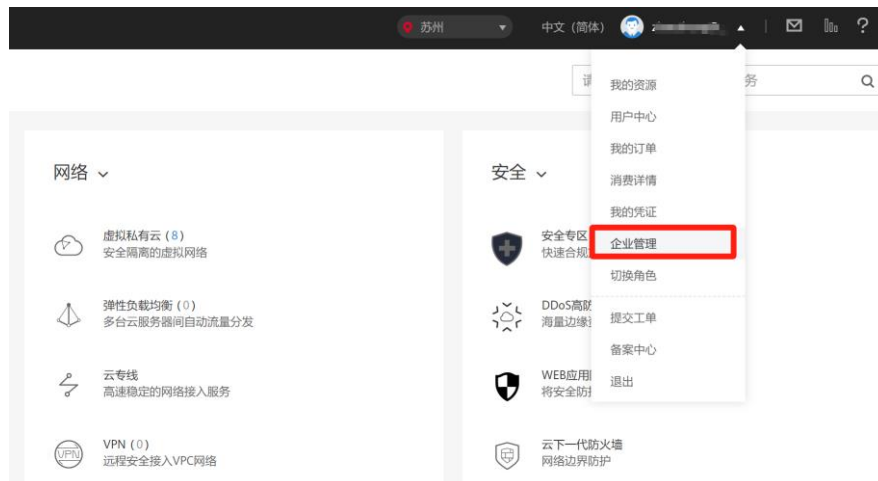 苏州
中文 (简体)
?
我的资源
用户中心
我的订单
消费详情
我的凭证
企业管理
切换角色
提交工单
备案中心
退出
务
网络
虚拟私有云 (8)
安全隔离的虚拟网络
弹性负载均衡 (0)
多台云服务器间自动流量分发
云专线
高速稳定的网络接入服务
VPN
VPN (0)
远程安全接入VPC网络
安全
安全专区
快速合规
DDoS高防
海量边缘
WEB应用
将安全防
云下一代防火墙
网络边界防护